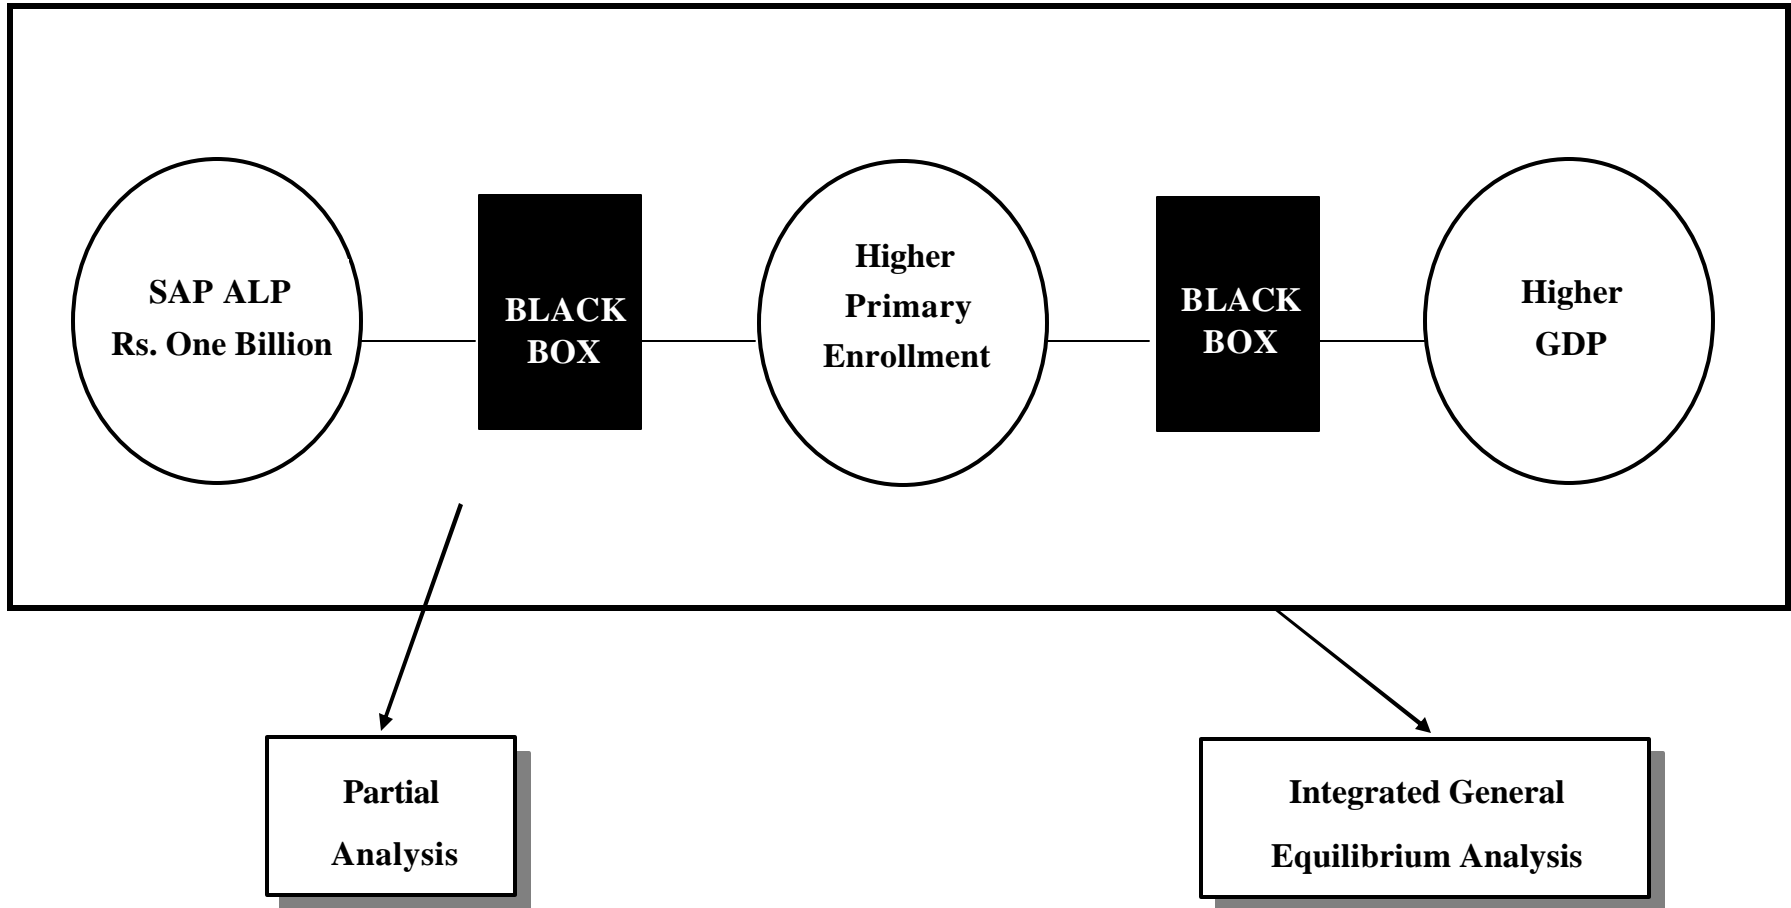 SAP ALP
Rs. One Billion
BLACK
BOX
Higher
Primary
Enrollment
BLACK
BOX
Higher
GDP
Partial
Analysis
Integrated General
Equilibrium Analysis